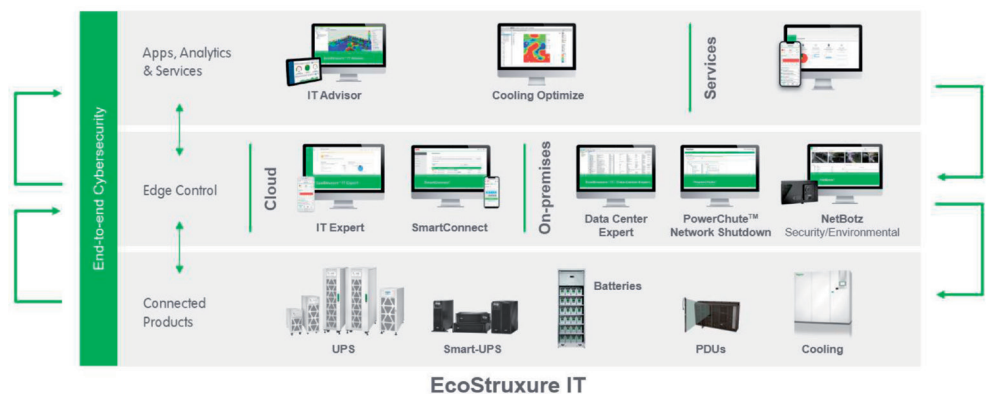 End-to-end Cybersecurity
Apps, Analytics
& Services
IT Advisor
Cooling Optimize
Services
Edge Control
Cloud
IT Expert
SmartConnect
On-premises
Data Center
Expert
PowerChute™
Network Shutdown
NetBotz
Security/Environmental
Connected
Products
UPS
Smart-UPS
Batteries
PDUs
Cooling
EcoStruxure IT